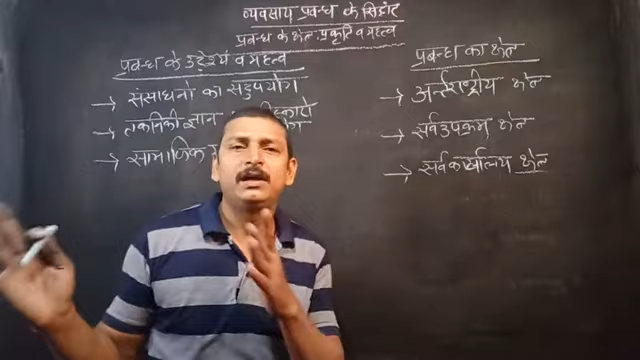 व्यवसाय प्रबन्ध के सिद्धांत
प्रबन्ध के क्षेत्र, प्रकृति व महत्व
प्रबन्ध के उद्देश्य व महत्व
→ संसाधनो का सदुपयोग
→ तकनिकी ज्ञान
→ सामाजिक
प्रबन्ध का क्षेत्र
→ अर्न्तराष्ट्रीय क्षेत्र
→ सर्वउपक्रम क्षेत्र
→ सर्वकार्यालय क्षेत्र